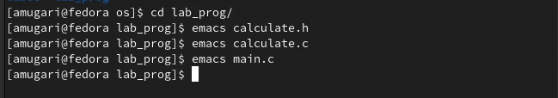 [amugari@fedora os]$ cd lab_prog/
[amugari@fedora lab_prog]$ emacs calculate.h
[amugari@fedora lab_prog]$ emacs calculate.c
[amugari@fedora lab_prog]$ emacs main.c
[amugari@fedora lab_prog]$